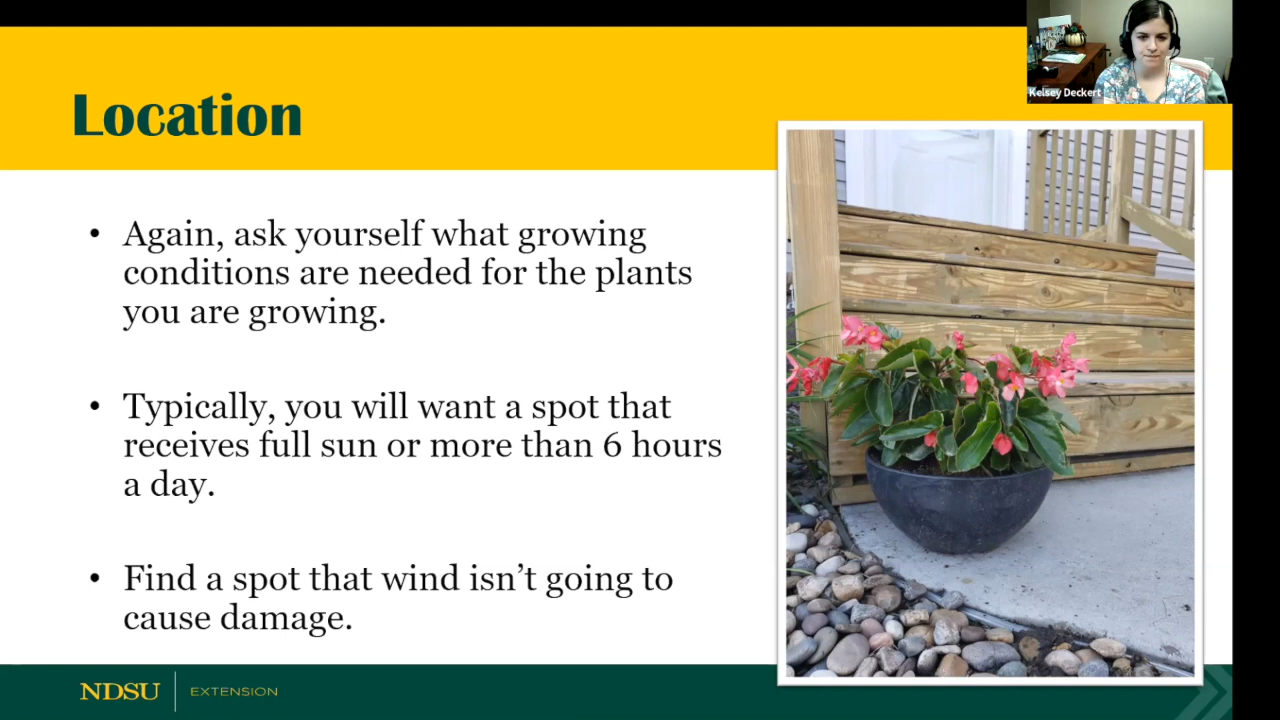 Location
Kelsey Deckert
• Again, ask yourself what growing
conditions are needed for the plants
you are growing.
• Typically, you will want a spot that
receives full sun or more than 6 hours
a day.
• Find a spot that wind isn’t going to
cause damage.
NDSU EXTENSION